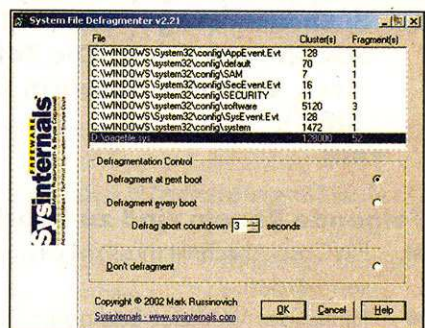 System File Defragmenter v2.21
File Cluster(s) Fragment(s)
C:\WINDOWS\System32\config\AppEvent.Evt 128 1
C:\WINDOWS\System32\config\default 70 1
C:\WINDOWS\System32\config\SAM 7 1
C:\WINDOWS\System32\config\SecEvent.Evt 16 1
C:\WINDOWS\System32\config\SECURITY 11 1
C:\WINDOWS\System32\config\software 5120 3
C:\WINDOWS\System32\config\SysEvent.Evt 128 1
C:\WINDOWS\System32\config\system 1472 1
D:\pagefile.sys 128000 52
FREEWARE
Sysinternals
Defragmentation Control
Defragment at next boot
Defragment every boot
Defrag abort countdown 3 seconds
Don't defragment
Copyright © 2002 Mark Russinovich
Sysinternals - www.sysinternals.com
OK Cancel Help